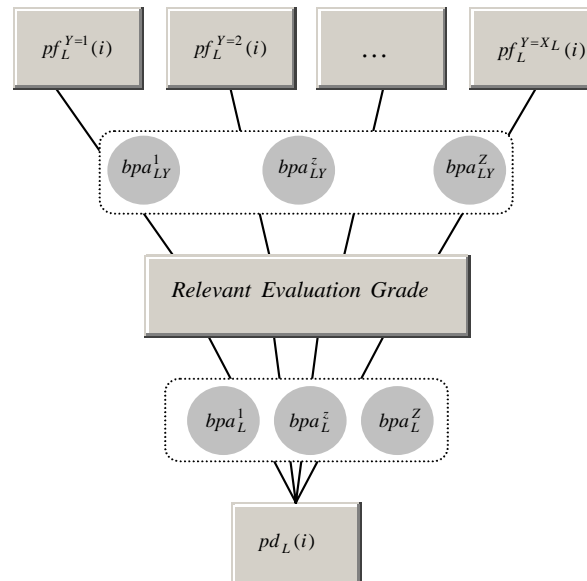 pf_L^{Y=1}(i) pf_L^{Y=2}(i) … pf_L^{Y=X_L}(i)
bpa_{LY}^1 bpa_{LY}^z bpa_{LY}^Z
Relevant Evaluation Grade
bpa_L^1 bpa_L^z bpa_L^Z
pd_L(i)